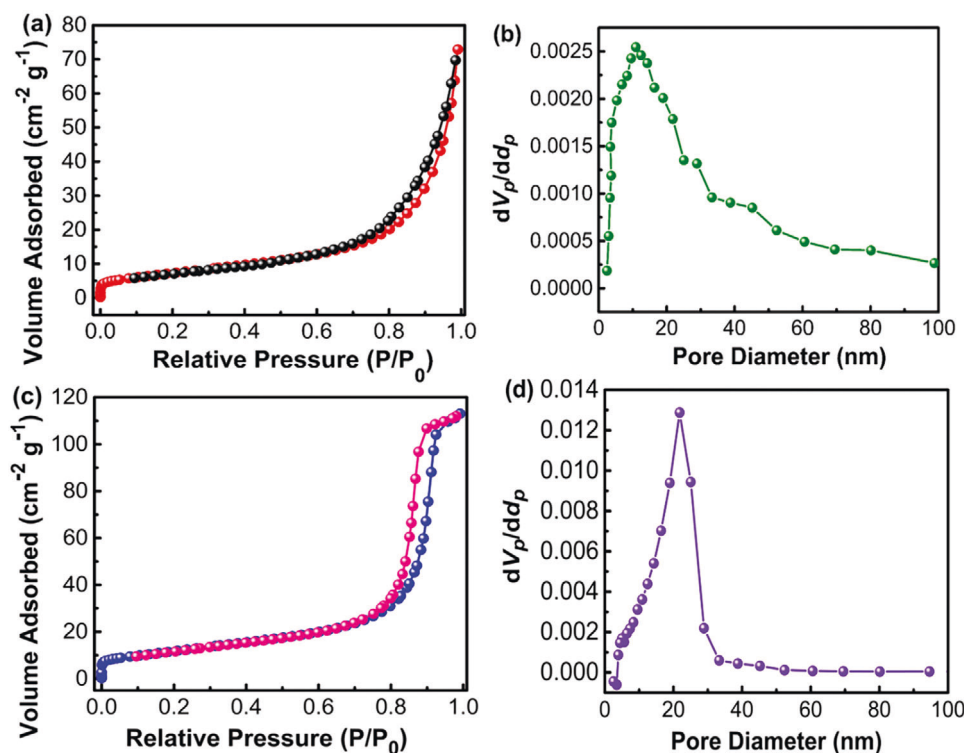 (a)
80
70
60
50
40
30
20
10
0
Volume Adsorbed (cm⁻² g⁻¹)
0.0 0.2 0.4 0.6 0.8 1.0
Relative Pressure (P/P₀)
(b)
0.0025
0.0020
0.0015
0.0010
0.0005
0.0000
dVₚ/ddₚ
0 20 40 60 80 100
Pore Diameter (nm)
(c)
120
100
80
60
40
20
0
Volume Adsorbed (cm⁻² g⁻¹)
0.0 0.2 0.4 0.6 0.8 1.0
Relative Pressure (P/P₀)
(d)
0.014
0.012
0.010
0.008
0.006
0.004
0.002
0.000
dVₚ/ddₚ
0 20 40 60 80 100
Pore Diameter (nm)